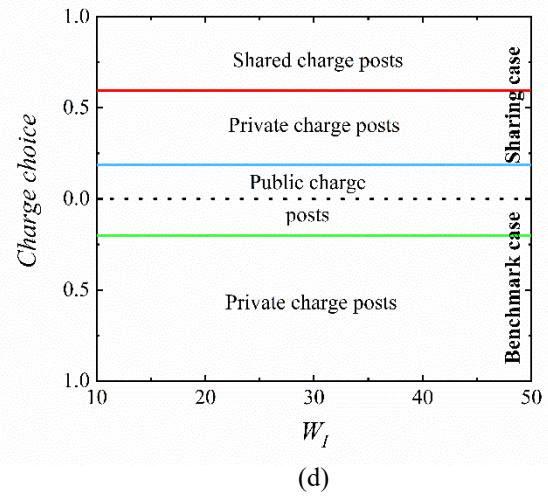 1.0
Shared charge posts
0.5
Private charge posts
Sharing case
Public charge
0.0
posts
Charge choice
Benchmark case
0.5
Private charge posts
1.0
10 20 30 40 50
W_I
(d)